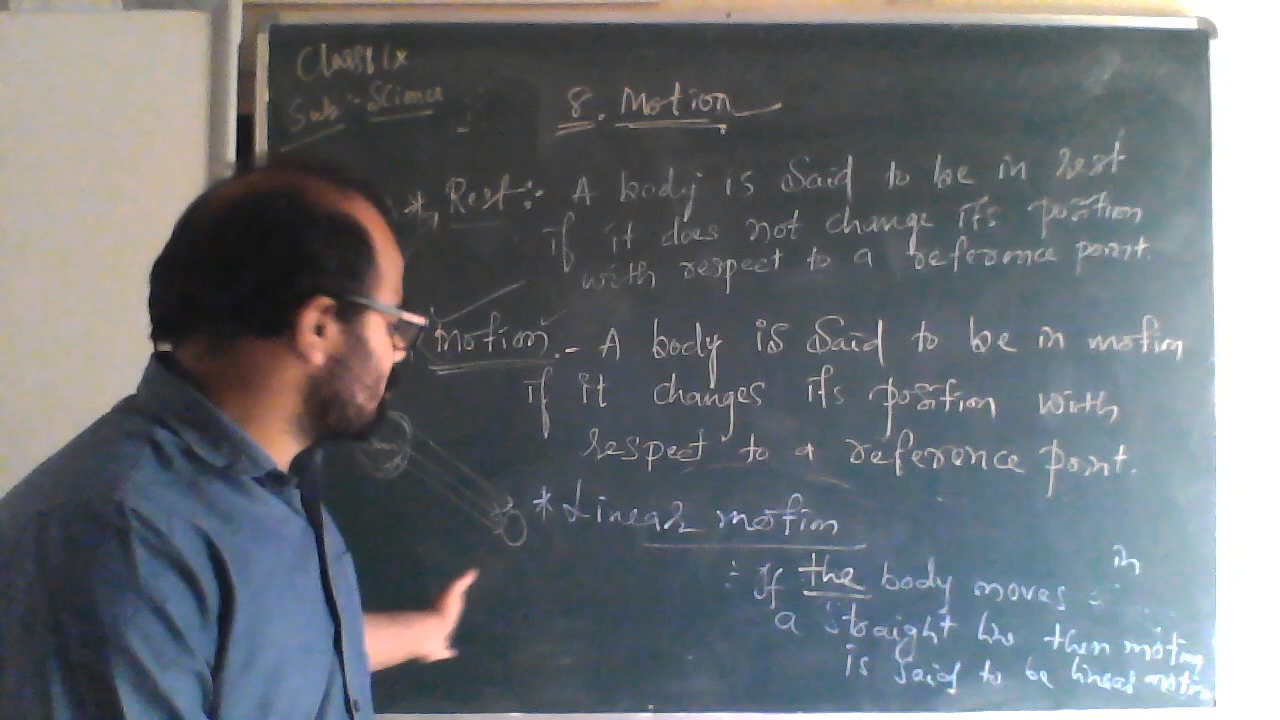 Class IX
Sub :- Science
8. Motion
*, Rest :- A body is Said to be in rest
if it does not change its position
with respect to a reference point.
Motion .- A body is Said to be in motion
if it changes its position with
respect to a reference point.
* Linear motion
:- If the body moves in
a straight line then motion
is said to be linear motion